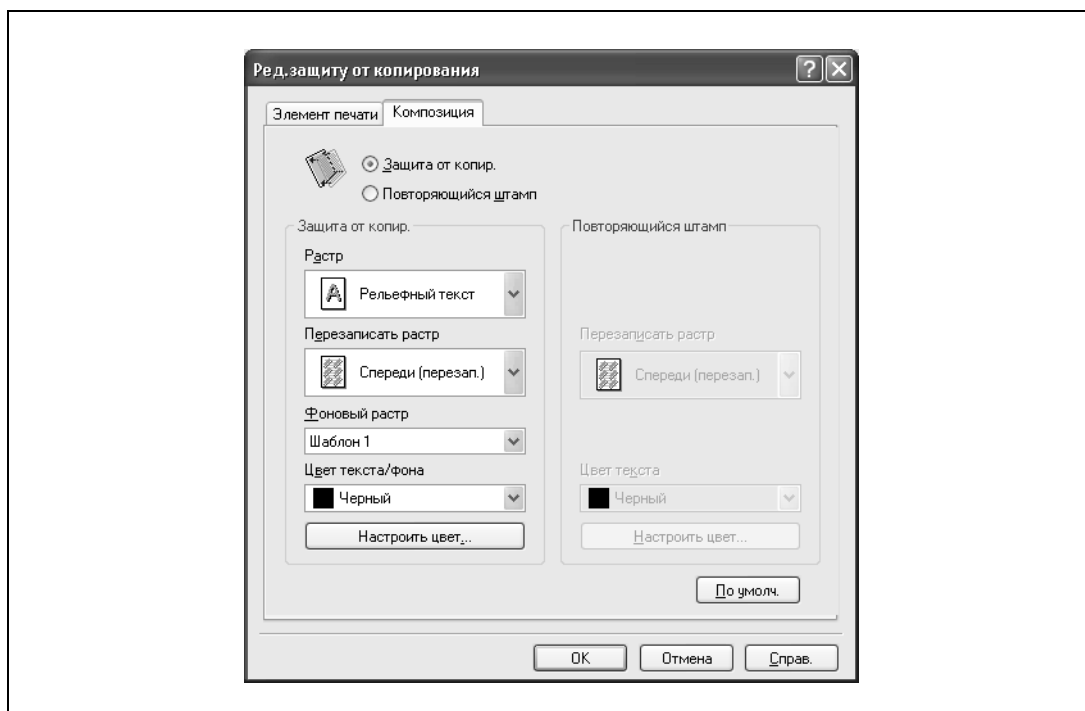 Ред.защиту от копирования
Элемент печати Композиция
Защита от копир.
Повторяющийся штамп
Защита от копир.
Растр
A Рельефный текст
Перезаписать растр
Спереди (перезап.)
Фоновый растр
Шаблон 1
Цвет текста/фона
Черный
Настроить цвет...
Повторяющийся штамп
Перезаписать растр
Спереди (перезап.)
Цвет текста
Черный
Настроить цвет...
По умолч.
OK Отмена Справ.